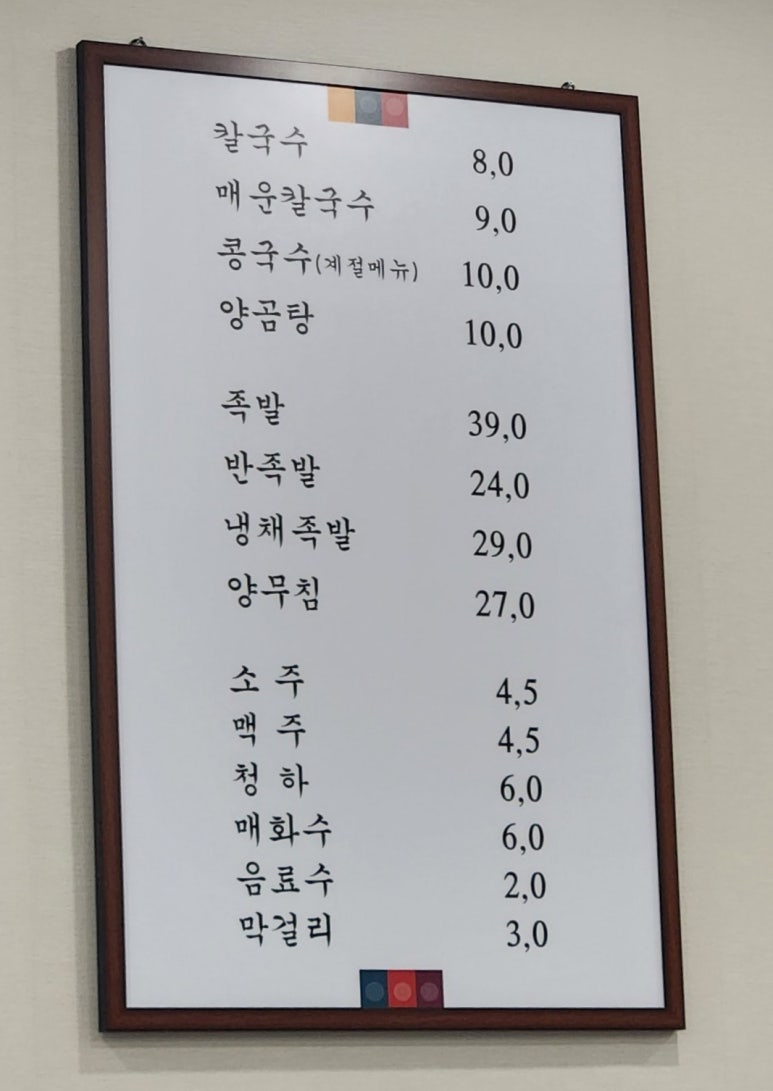 칼국수 8,0
매운칼국수 9,0
콩국수(계절메뉴) 10,0
양곰탕 10,0
족발 39,0
반족발 24,0
냉채족발 29,0
양무침 27,0
소 주 4,5
맥 주 4,5
청 하 6,0
매화수 6,0
음료수 2,0
막걸리 3,0